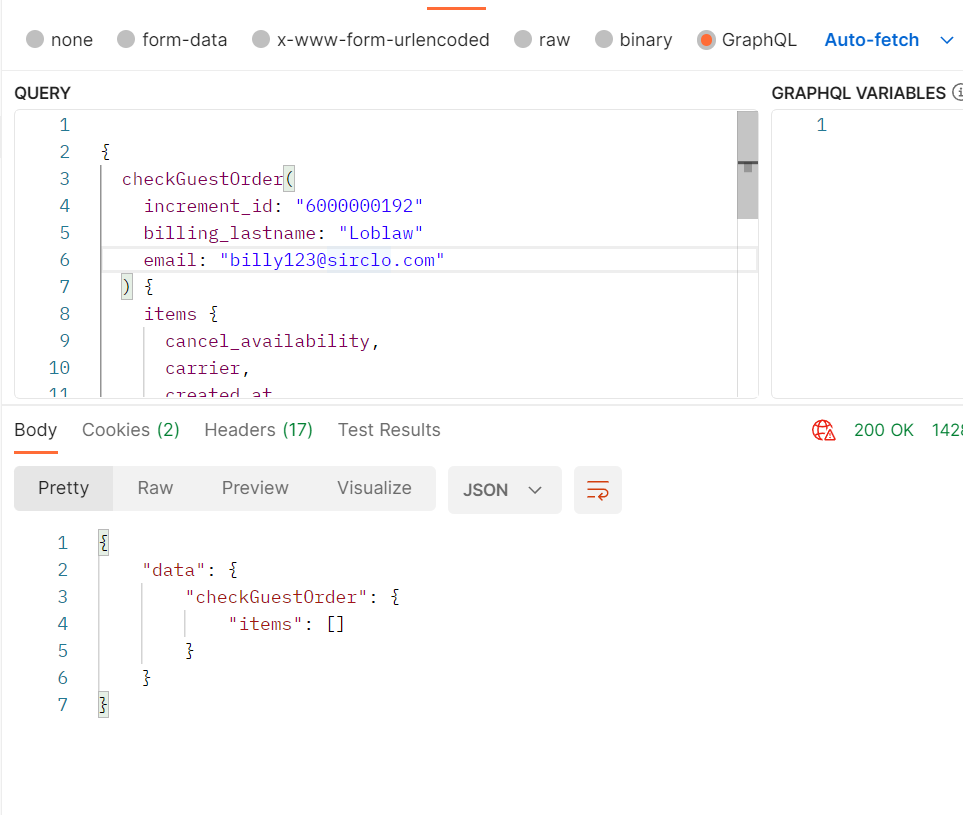 none form-data x-www-form-urlencoded raw binary GraphQL Auto-fetch
QUERY
GRAPHQL VARIABLES
1
2 {
3 checkGuestOrder(
4 increment_id: "6000000192"
5 billing_lastname: "Loblaw"
6 email: "billy123@sirclo.com"
7 ) {
8 items {
9 cancel_availability,
10 carrier,
11 created_at
1
Body Cookies (2) Headers (17) Test Results 200 OK 1428
Pretty Raw Preview Visualize JSON
1 {
2 "data": {
3 "checkGuestOrder": {
4 "items": []
5 }
6 }
7 }